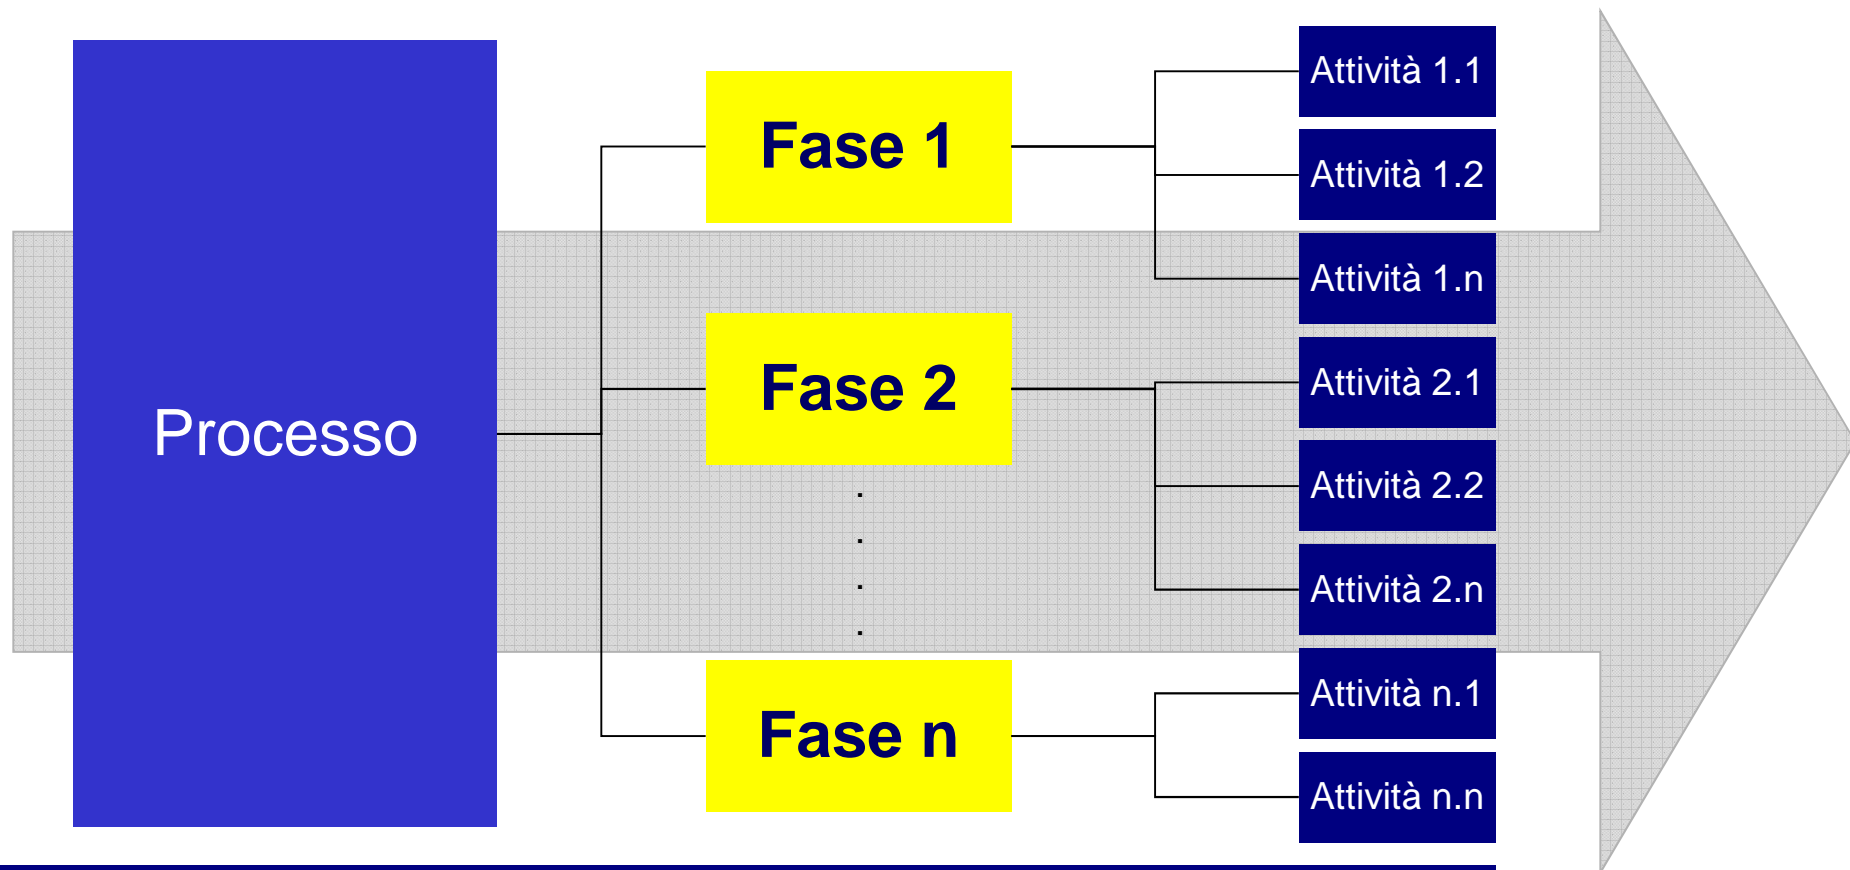 Processo
Fase 1
Attività 1.1
Attività 1.2
Attività 1.n
Fase 2
Attività 2.1
Attività 2.2
Attività 2.n
.
.
.
.
Fase n
Attività n.1
Attività n.n